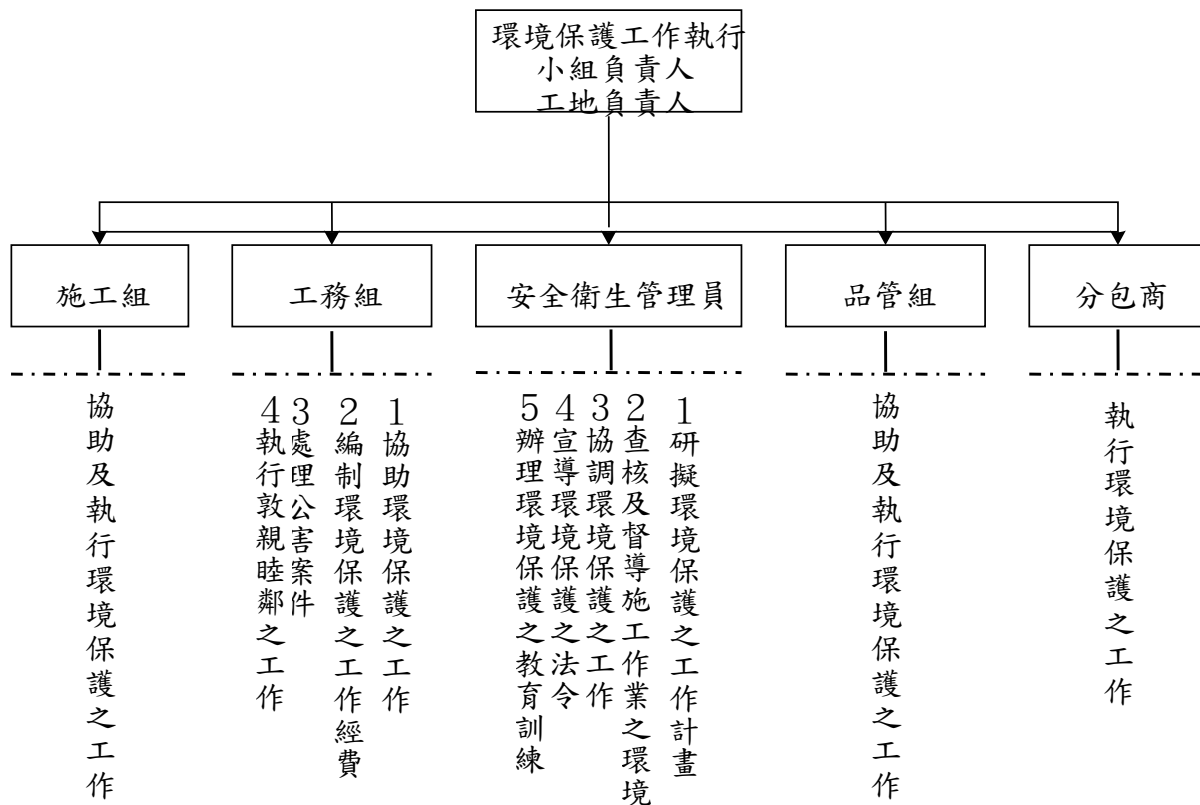 環境保護工作執行
小組負責人
工地負責人
施工組
工務組
安全衛生管理員
品管組
分包商
協助及執行環境保護之工作
1協助環境保護之工作
2編制環境保護之工作經費
3處理公害案件
4執行敦親睦鄰之工作
1研擬環境保護之工作計畫
2查核及督導施工作業之環境
3協調環境保護之工作
4宣導環境保護之法令
5辦理環境保護之教育訓練
協助及執行環境保護之工作
執行環境保護之工作